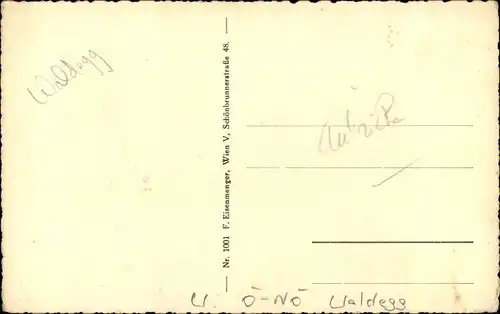 Waldegg
Nr. 1001 F. Eisenmenger, Wien V, Schönbrunnerstraße 48.
Ö-NÖ Waldegg